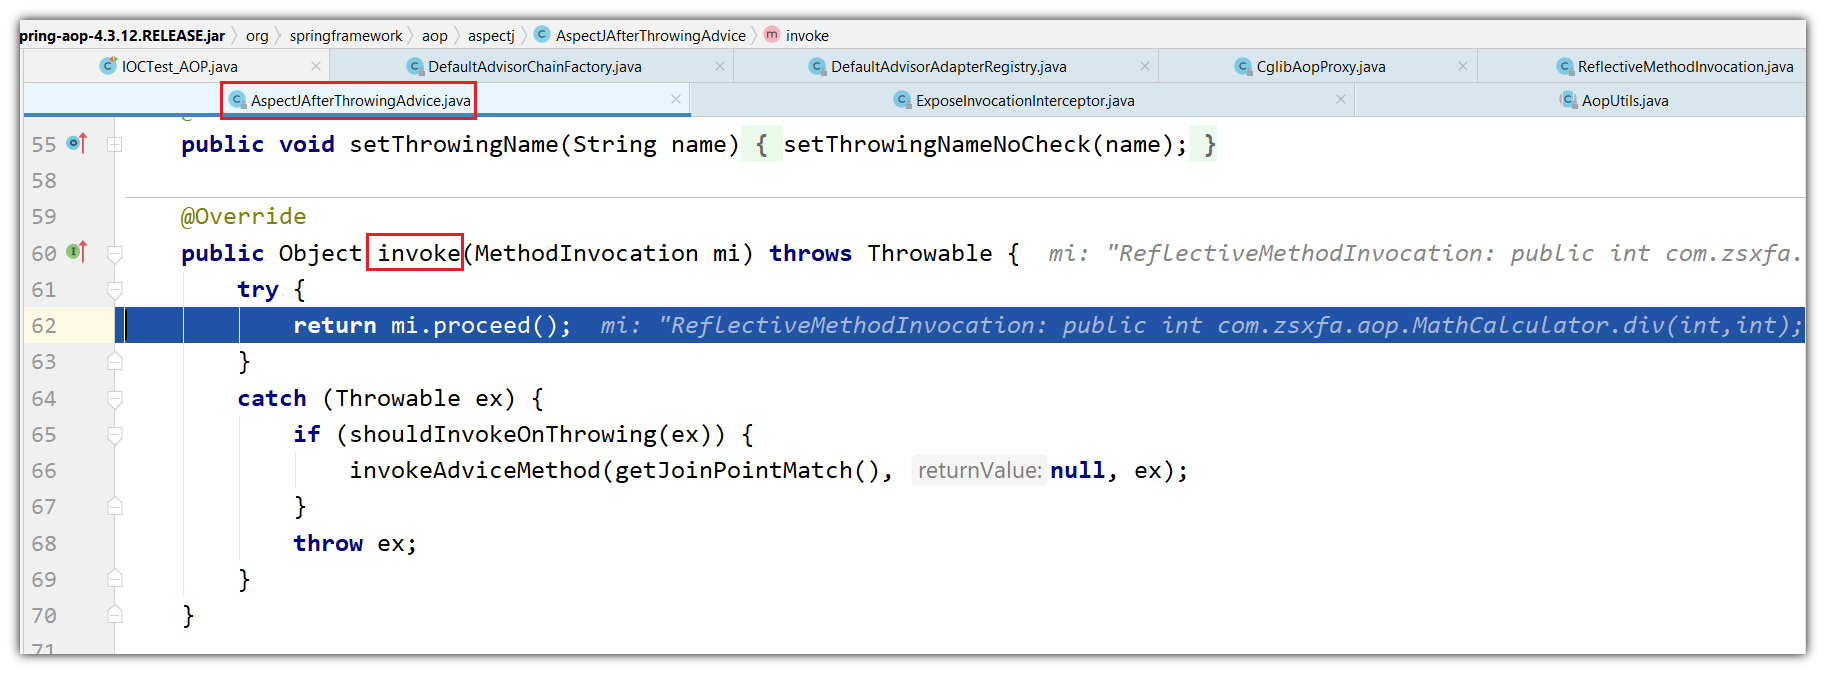 pring-aop-4.3.12.RELEASE.jar org springframework aop aspectj AspectJAfterThrowingAdvice invoke
IOCTest_AOP.java DefaultAdvisorChainFactory.java DefaultAdvisorAdapterRegistry.java CglibAopProxy.java ReflectiveMethodInvocation.java
AspectJAfterThrowingAdvice.java ExposeInvocationInterceptor.java AopUtils.java
55 public void setThrowingName(String name) { setThrowingNameNoCheck(name); }
58
59 @Override
60 public Object invoke(MethodInvocation mi) throws Throwable { mi: "ReflectiveMethodInvocation: public int com.zsxfa.
61 try {
62 return mi.proceed(); mi: "ReflectiveMethodInvocation: public int com.zsxfa.aop.MathCalculator.div(int,int);
63 }
64 catch (Throwable ex) {
65 if (shouldInvokeOnThrowing(ex)) {
66 invokeAdviceMethod(getJoinPointMatch(), returnValue: null, ex);
67 }
68 throw ex;
69 }
70 }
71